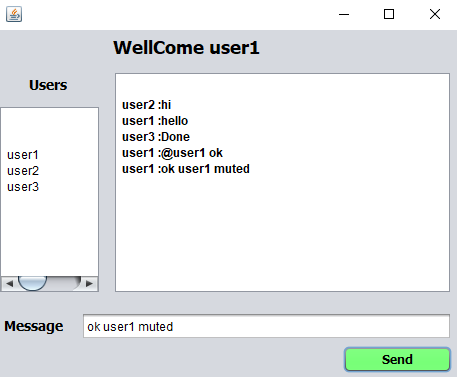 WellCome user1
Users
user1
user2
user3
user2 :hi
user1 :hello
user3 :Done
user1 :@user1 ok
user1 :ok user1 muted
Message
ok user1 muted
Send